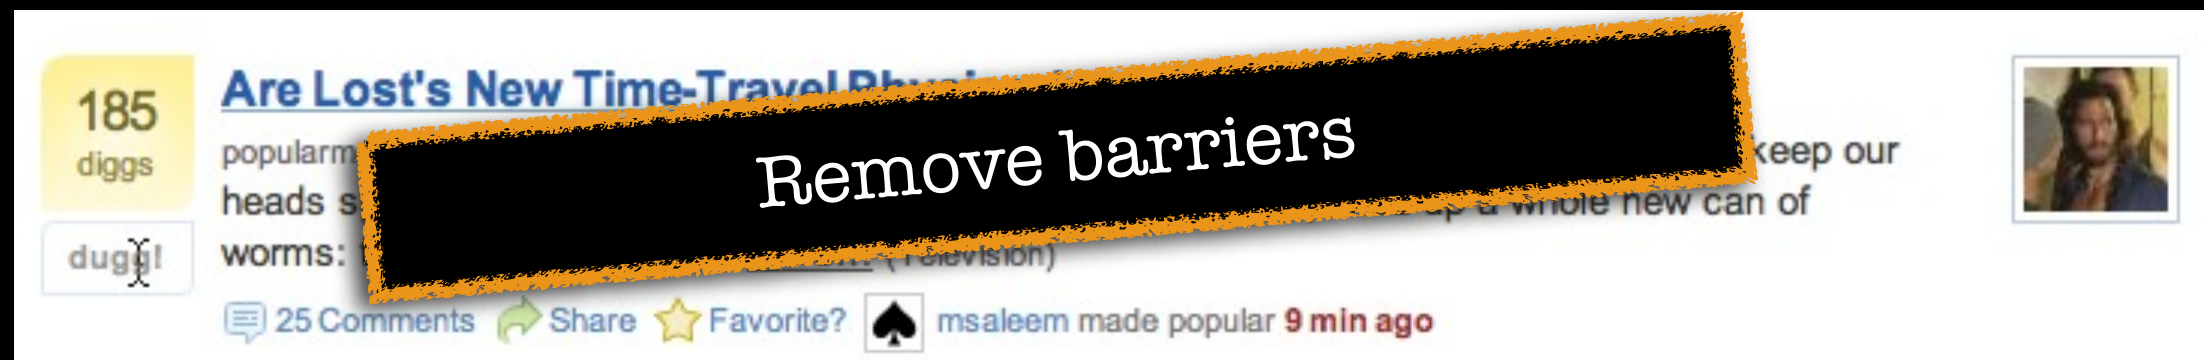 185
diggs
dugg!
Are Lost's New Time-Travel
popularm
keep our
heads
whole new can of
worms:
(Television)
25 Comments Share Favorite? msaleem made popular 9 min ago
Remove barriers